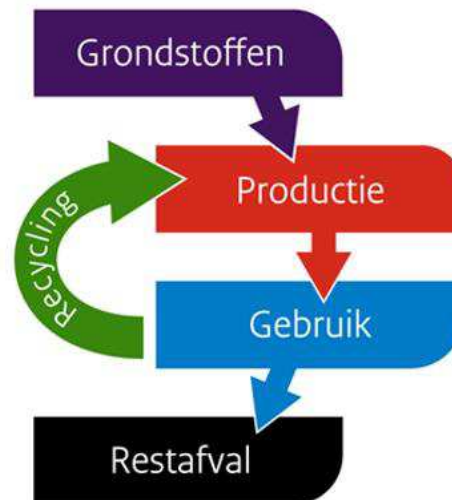 Grondstoffen
Productie
Recycling
Gebruik
Restafval